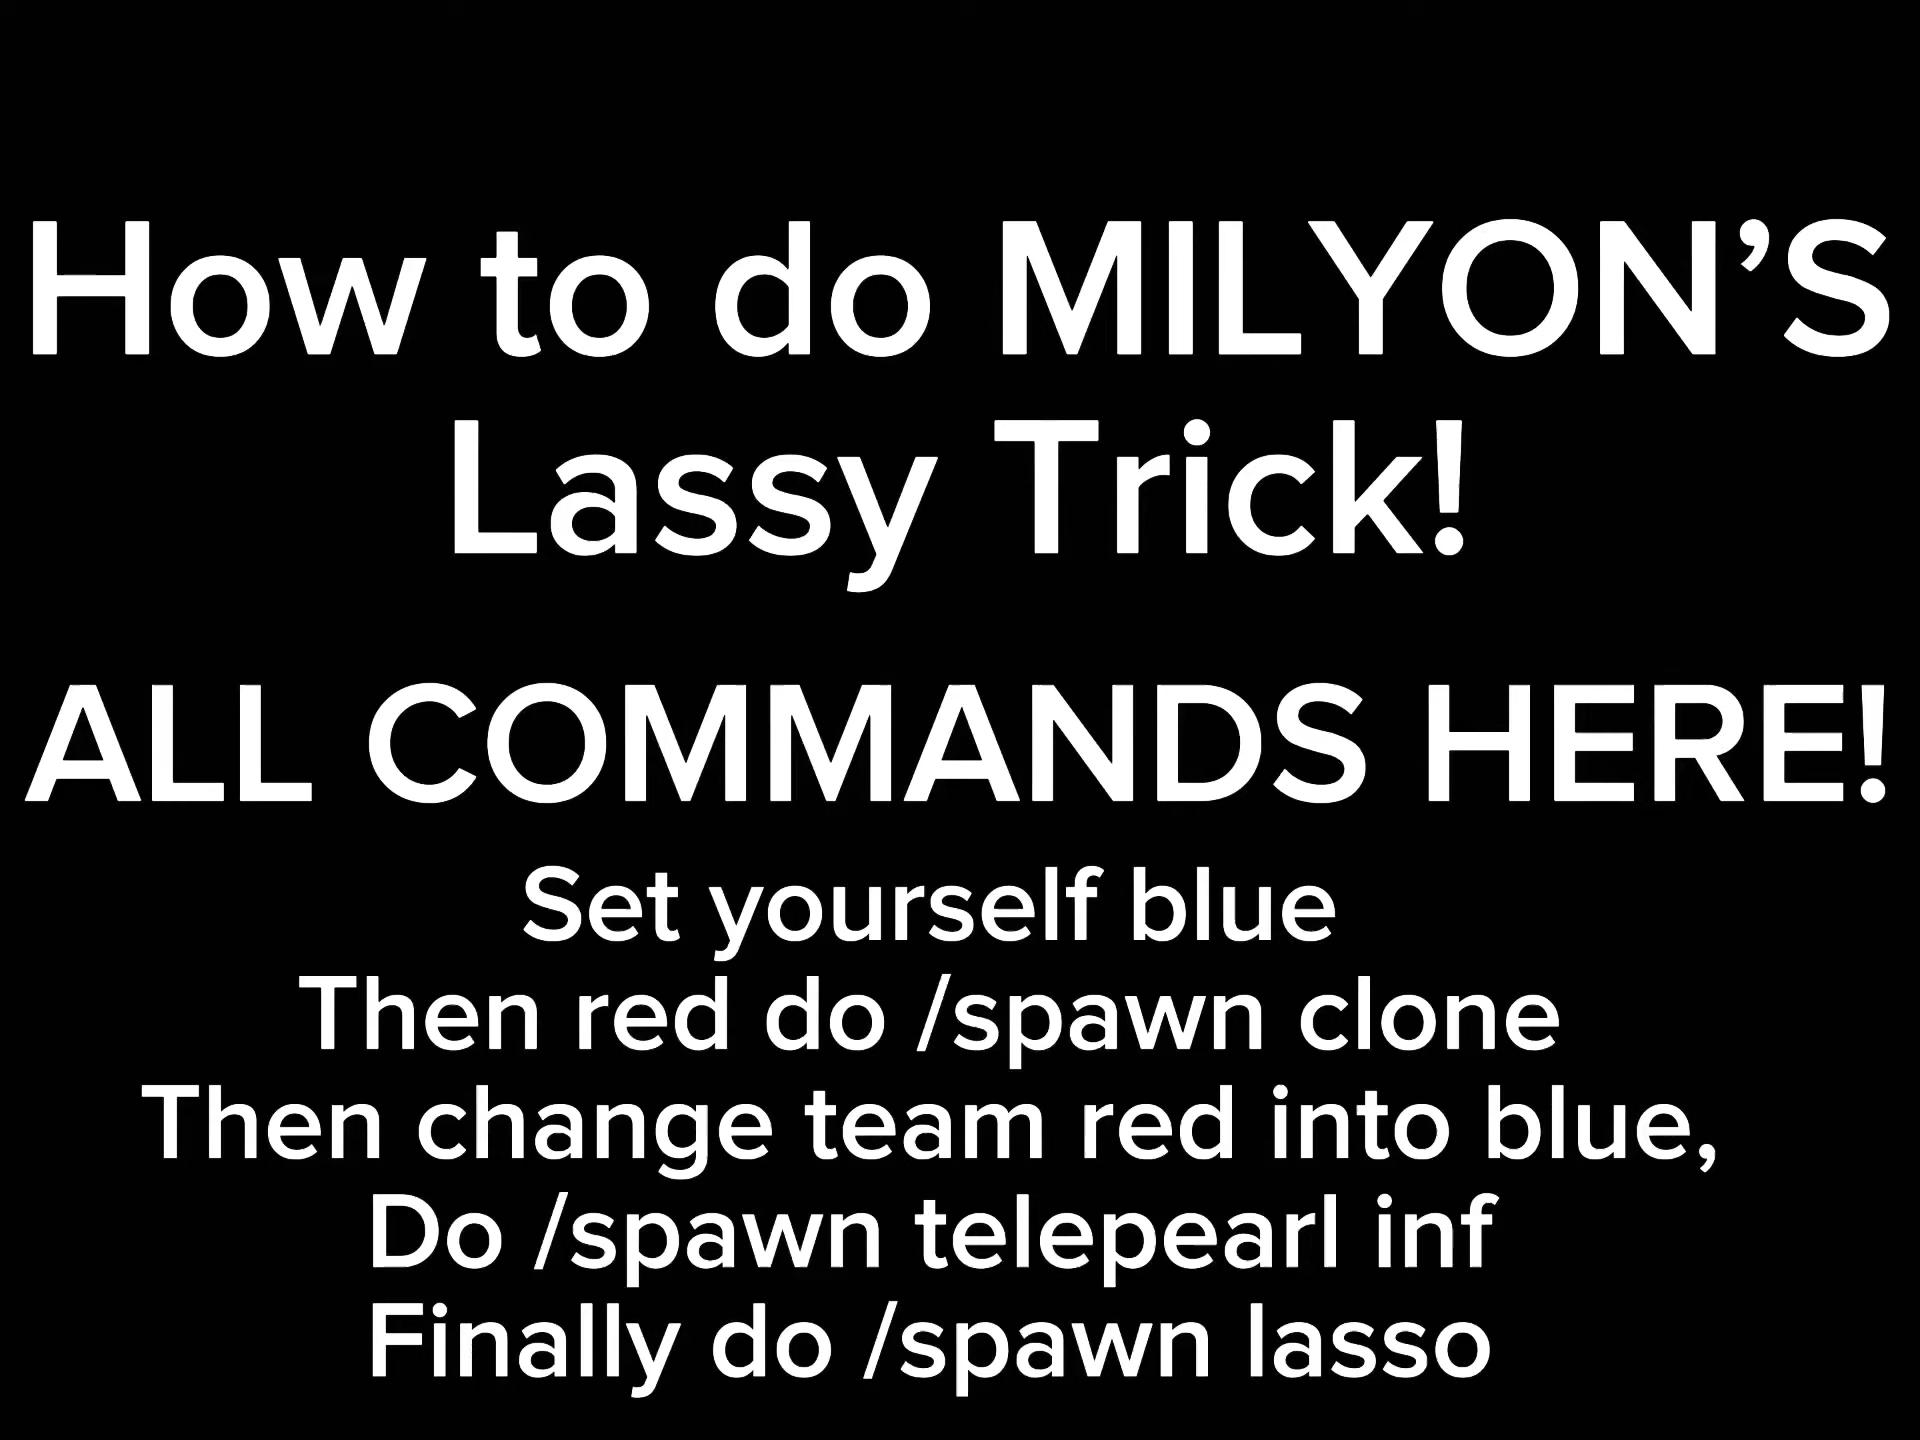 How to do MILYON’S
Lassy Trick!
ALL COMMANDS HERE!
Set yourself blue
Then red do /spawn clone
Then change team red into blue,
Do /spawn telepearl inf
Finally do /spawn lasso